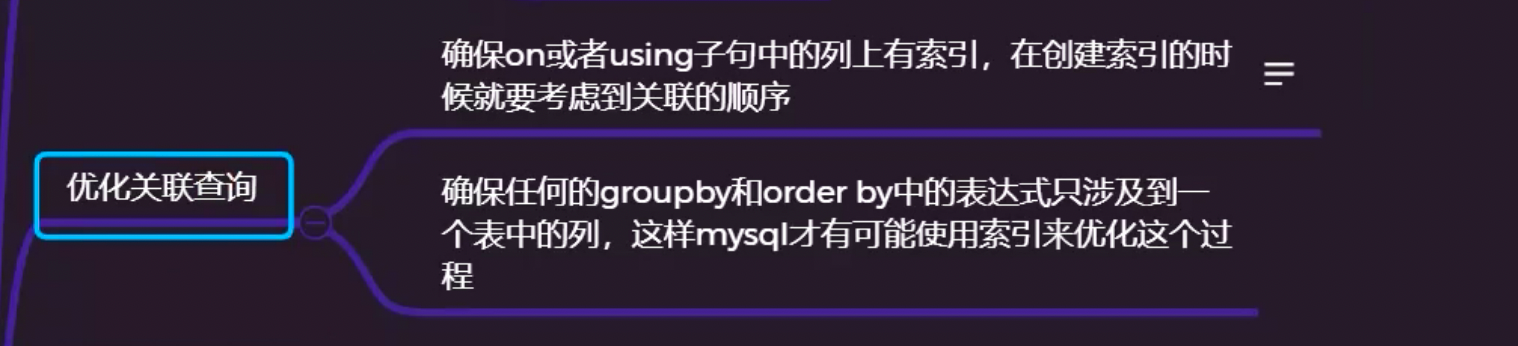 确保on或者using子句中的列上有索引，在创建索引的时
候就要考虑到关联的顺序
优化关联查询
确保任何的groupby和order by中的表达式只涉及到一
个表中的列，这样mysql才有可能使用索引来优化这个过
程